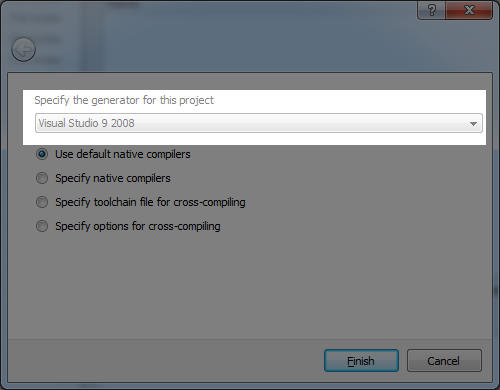 Specify the generator for this project
Visual Studio 9 2008
Use default native compilers
Specify native compilers
Specify toolchain file for cross-compiling
Specify options for cross-compiling
Finish
Cancel